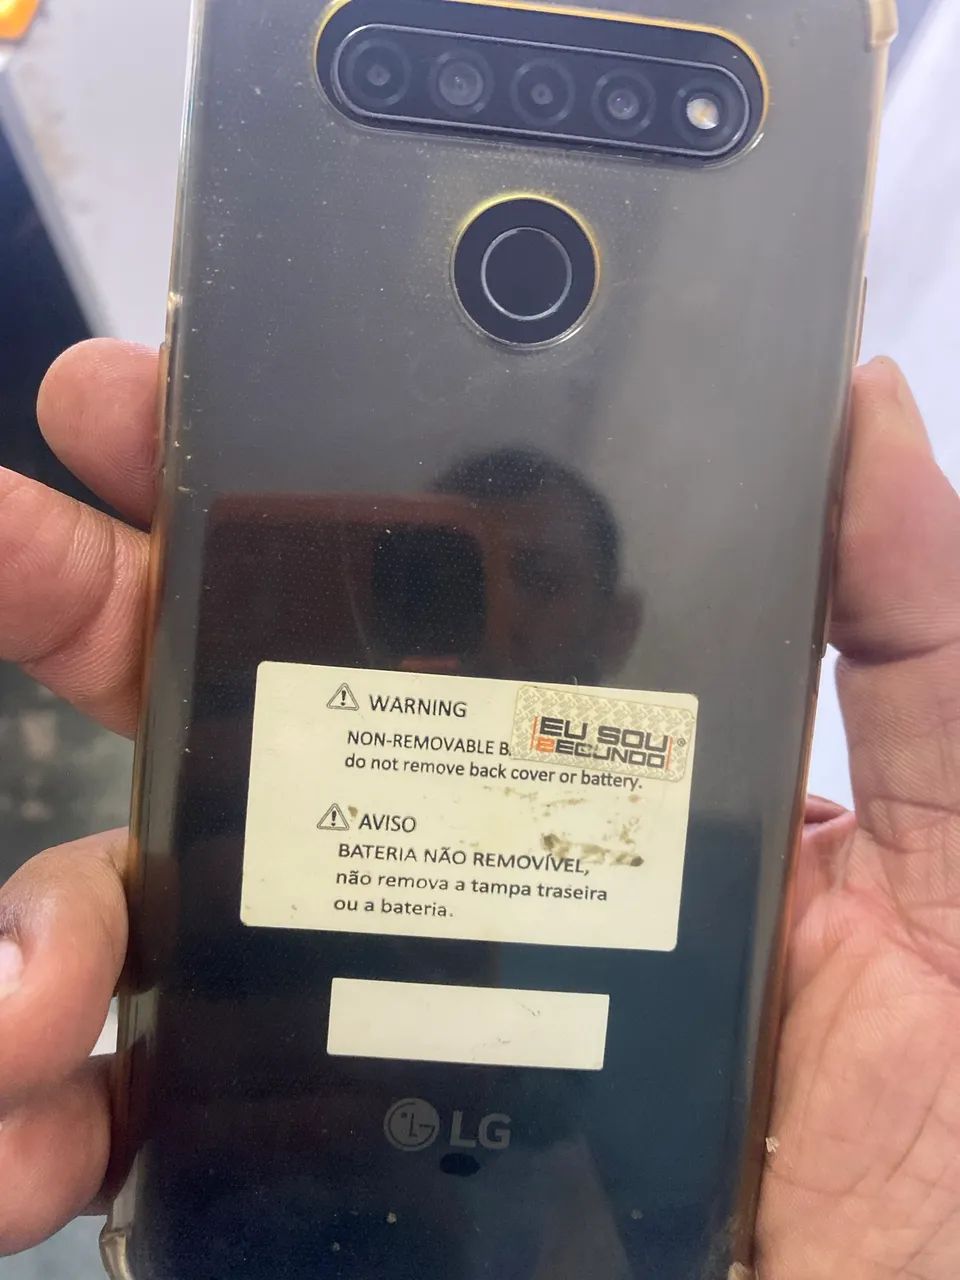 WARNING
NON-REMOVABLE B
do not remove back cover or battery.
EU SOU
2ECUNDO
AVISO
BATERIA NÃO REMOVÍVEL,
não remova a tampa traseira
ou a bateria.
LG